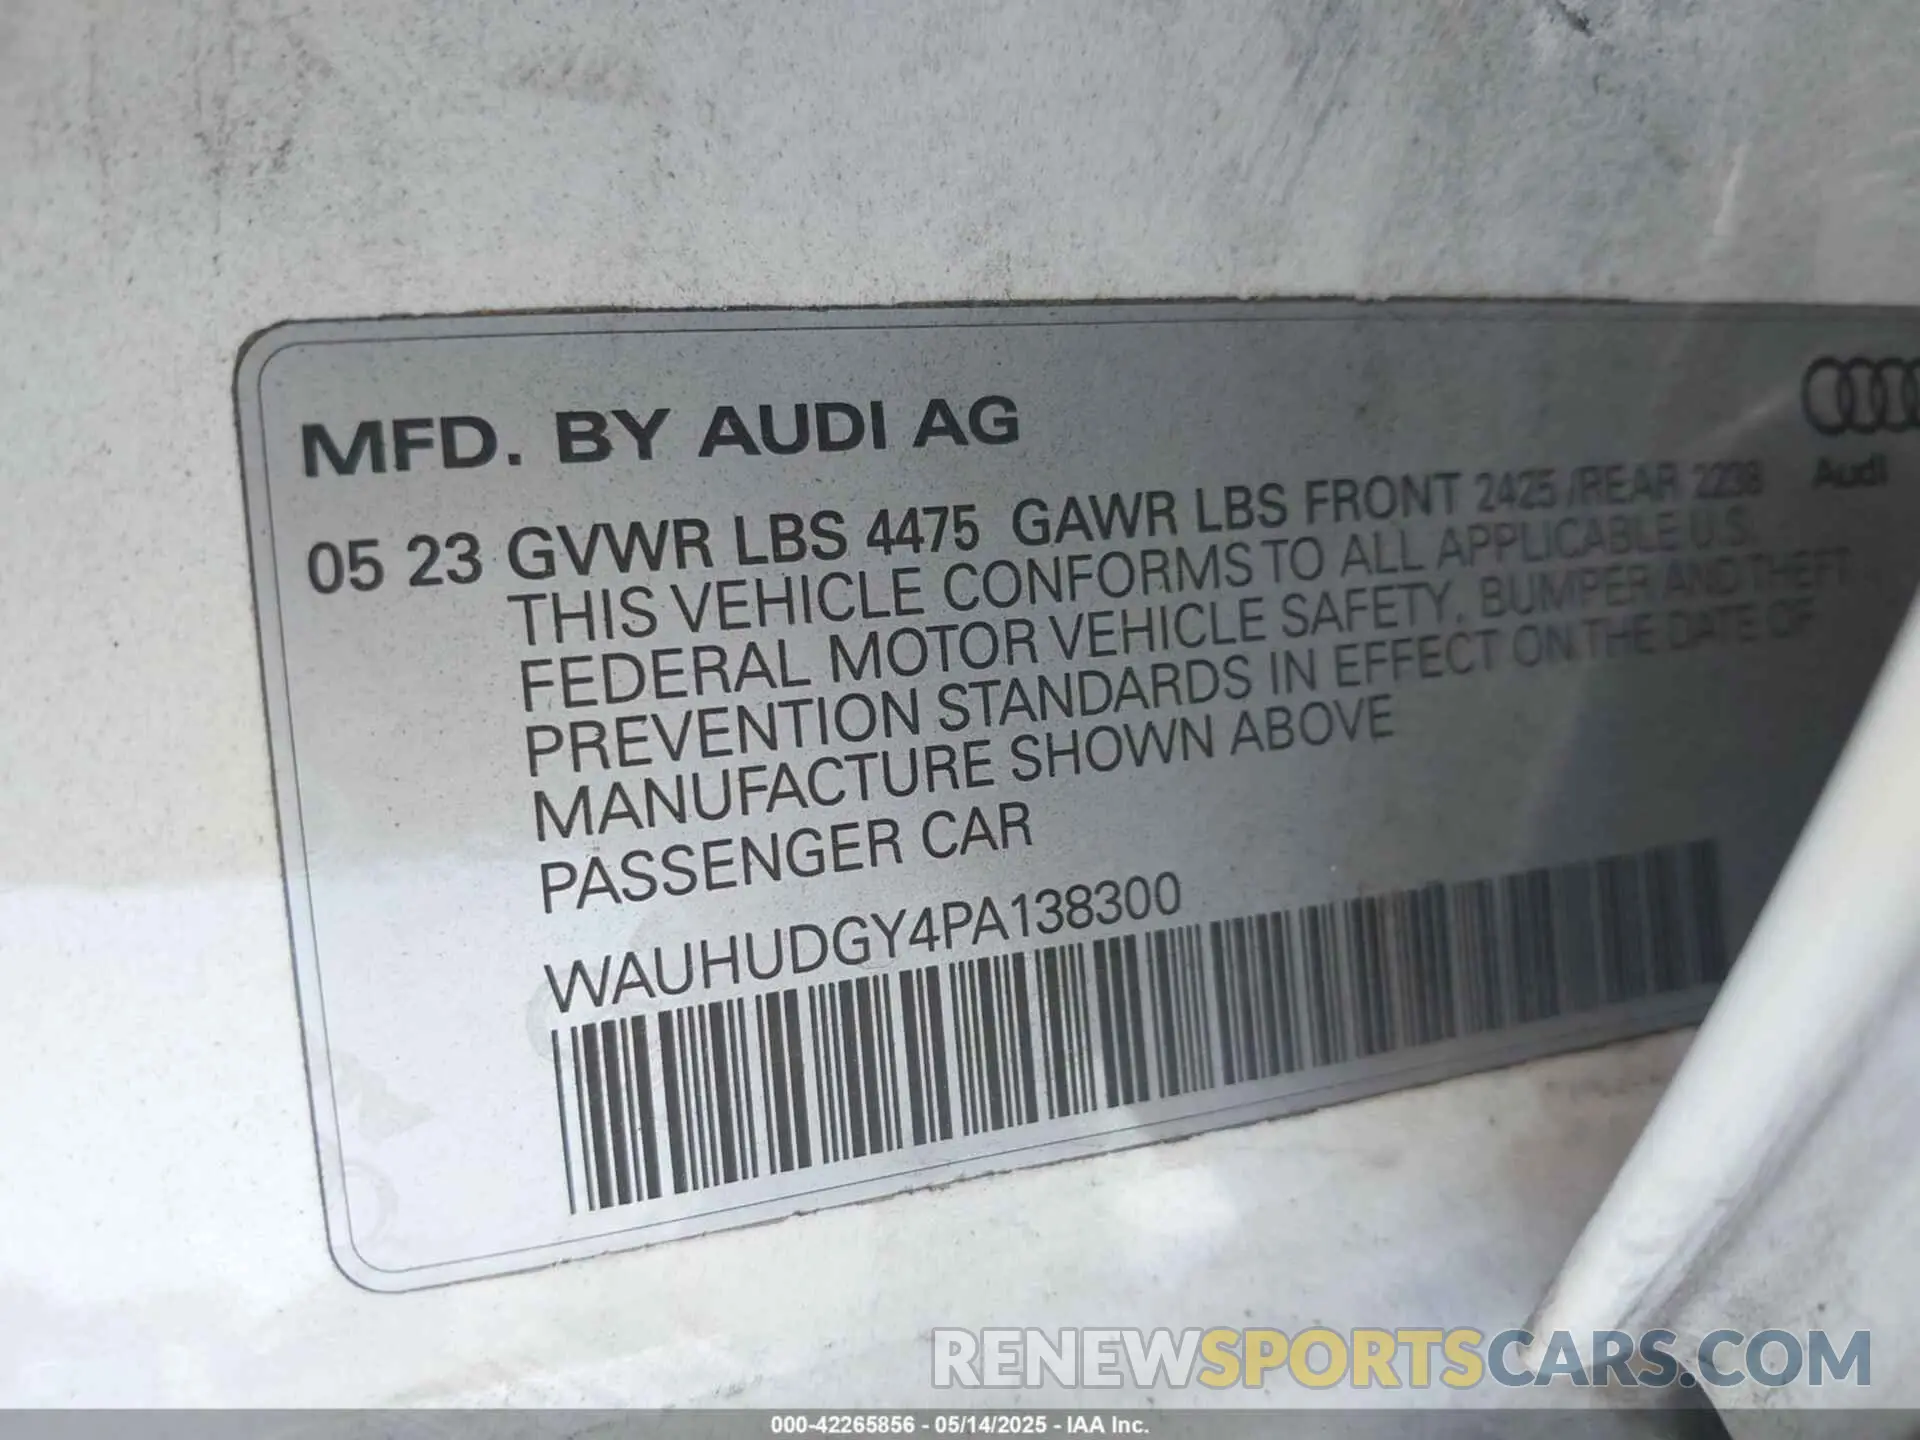 MFD. BY AUDI AG
Audi
05 23 GVWR LBS 4475 GAWR LBS FRONT 2425 /REAR 2238
THIS VEHICLE CONFORMS TO ALL APPLICABLE U.S.
FEDERAL MOTOR VEHICLE SAFETY, BUMPER AND THEFT
PREVENTION STANDARDS IN EFFECT ON THE DATE OF
MANUFACTURE SHOWN ABOVE
PASSENGER CAR
WAUHUDGY4PA138300
RENEWSPORTSCARS.COM
000-42265856 - 05/14/2025 - IAA Inc.